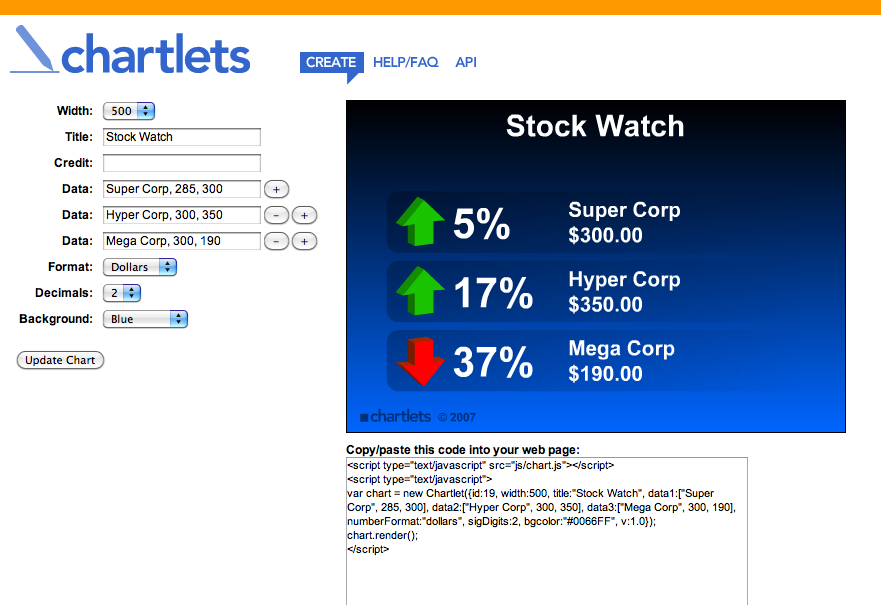 chartlets
CREATE HELP/FAQ API
Width: 500
Title: Stock Watch
Credit:
Data: Super Corp, 285, 300 +
Data: Hyper Corp, 300, 350 - +
Data: Mega Corp, 300, 190 - +
Format: Dollars
Decimals: 2
Background: Blue
Update Chart
Stock Watch
5% Super Corp
$300.00
17% Hyper Corp
$350.00
37% Mega Corp
$190.00
chartlets © 2007
Copy/paste this code into your web page:
<script type="text/javascript" src="js/chart.js"></script>
<script type="text/javascript">
var chart = new Chartlet({id:19, width:500, title:"Stock Watch", data1:["Super
Corp", 285, 300], data2:["Hyper Corp", 300, 350], data3:["Mega Corp", 300, 190],
numberFormat:"dollars", sigDigits:2, bgcolor:"#0066FF", v:1.0});
chart.render();
</script>